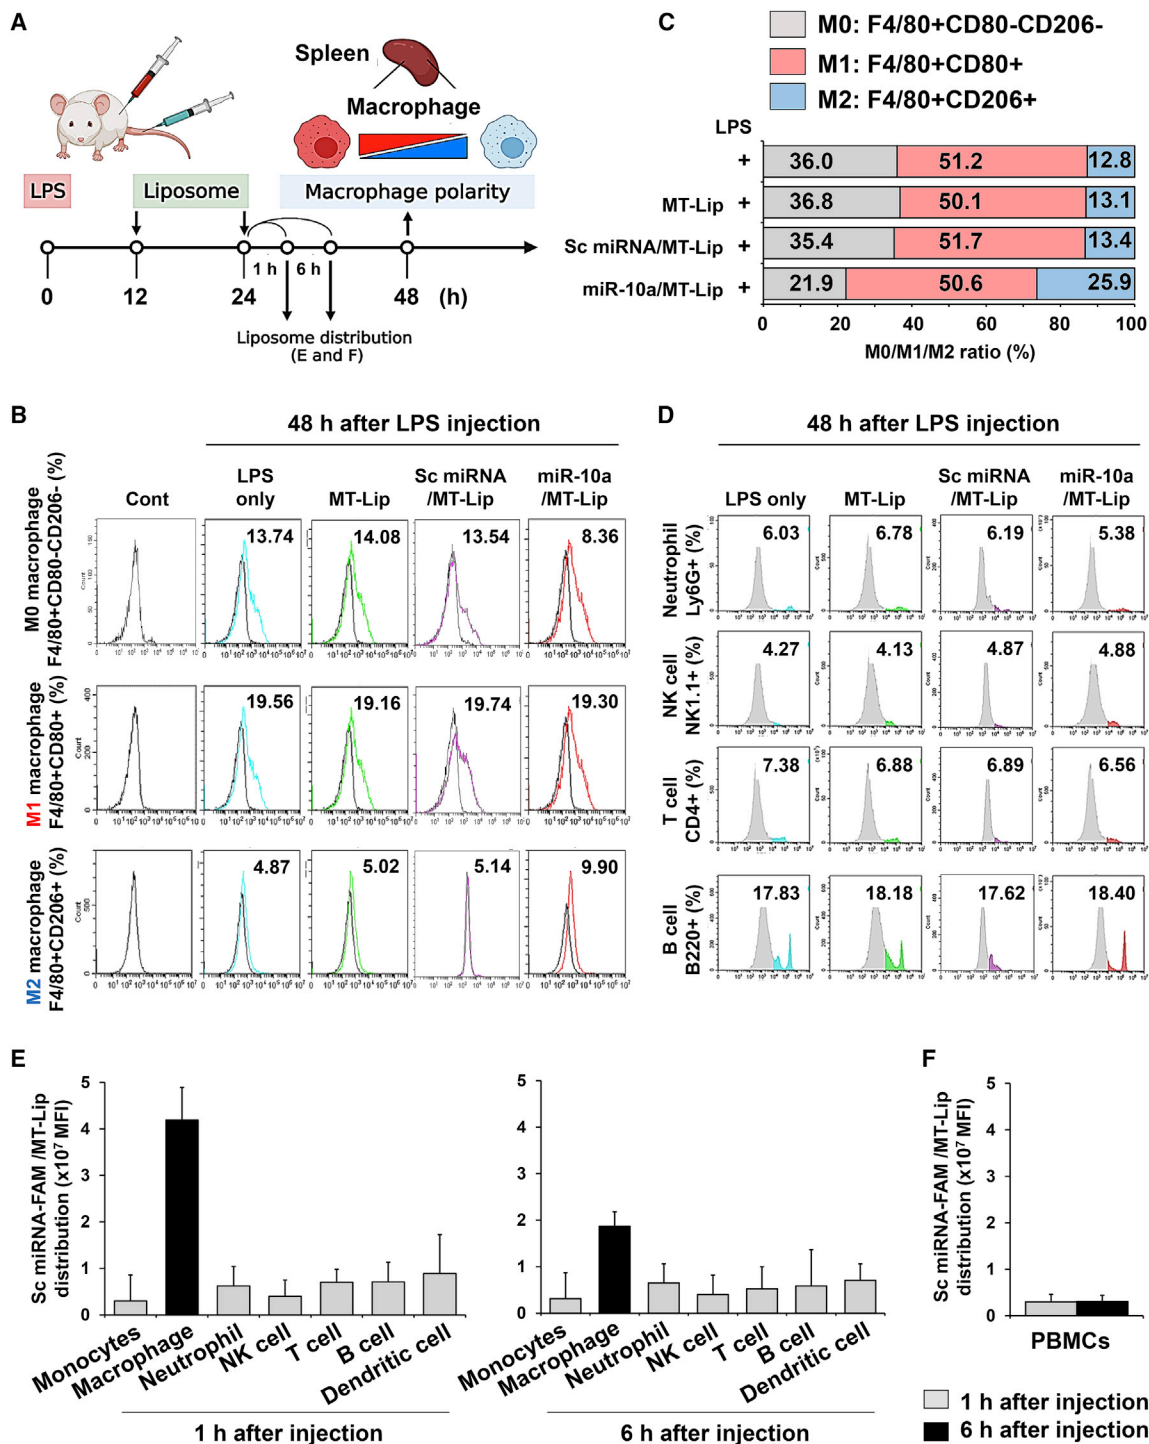 A
Spleen
Macrophage
LPS
Liposome
Macrophage polarity
1 h
6 h
0
12
24
48
(h)
Liposome distribution
(E and F)
C
M0: F4/80+CD80-CD206-
M1: F4/80+CD80+
M2: F4/80+CD206+
LPS
+
36.0
51.2
12.8
MT-Lip +
36.8
50.1
13.1
Sc miRNA/MT-Lip +
35.4
51.7
13.4
miR-10a/MT-Lip +
21.9
50.6
25.9
0
20
40
60
80
100
M0/M1/M2 ratio (%)
B
48 h after LPS injection
Cont
LPS
only
MT-Lip
Sc miRNA
/MT-Lip
miR-10a
/MT-Lip
M0 macrophage
F4/80+CD80-CD206- (%)
Count
13.74
14.08
13.54
8.36
M1 macrophage
F4/80+CD80+ (%)
Count
19.56
19.16
19.74
19.30
M2 macrophage
F4/80+CD206+ (%)
Count
4.87
5.02
5.14
9.90
D
48 h after LPS injection
LPS only
MT-Lip
Sc miRNA
/MT-Lip
miR-10a
/MT-Lip
Neutrophil
Ly6G+ (%)
6.03
6.78
6.19
5.38
NK cell
NK1.1+ (%)
4.27
4.13
4.87
4.88
T cell
CD4+ (%)
7.38
6.88
6.89
6.56
B cell
B220+ (%)
17.83
18.18
17.62
18.40
E
Sc miRNA-FAM /MT-Lip
distribution (x10⁷ MFI)
5
4
3
2
1
0
Monocytes
Macrophage
Neutrophil
NK cell
T cell
B cell
Dendritic cell
1 h after injection
5
4
3
2
1
0
Monocytes
Macrophage
Neutrophil
NK cell
T cell
B cell
Dendritic cell
6 h after injection
F
Sc miRNA-FAM /MT-Lip
distribution (x10⁷ MFI)
5
4
3
2
1
0
PBMCs
1 h after injection
6 h after injection